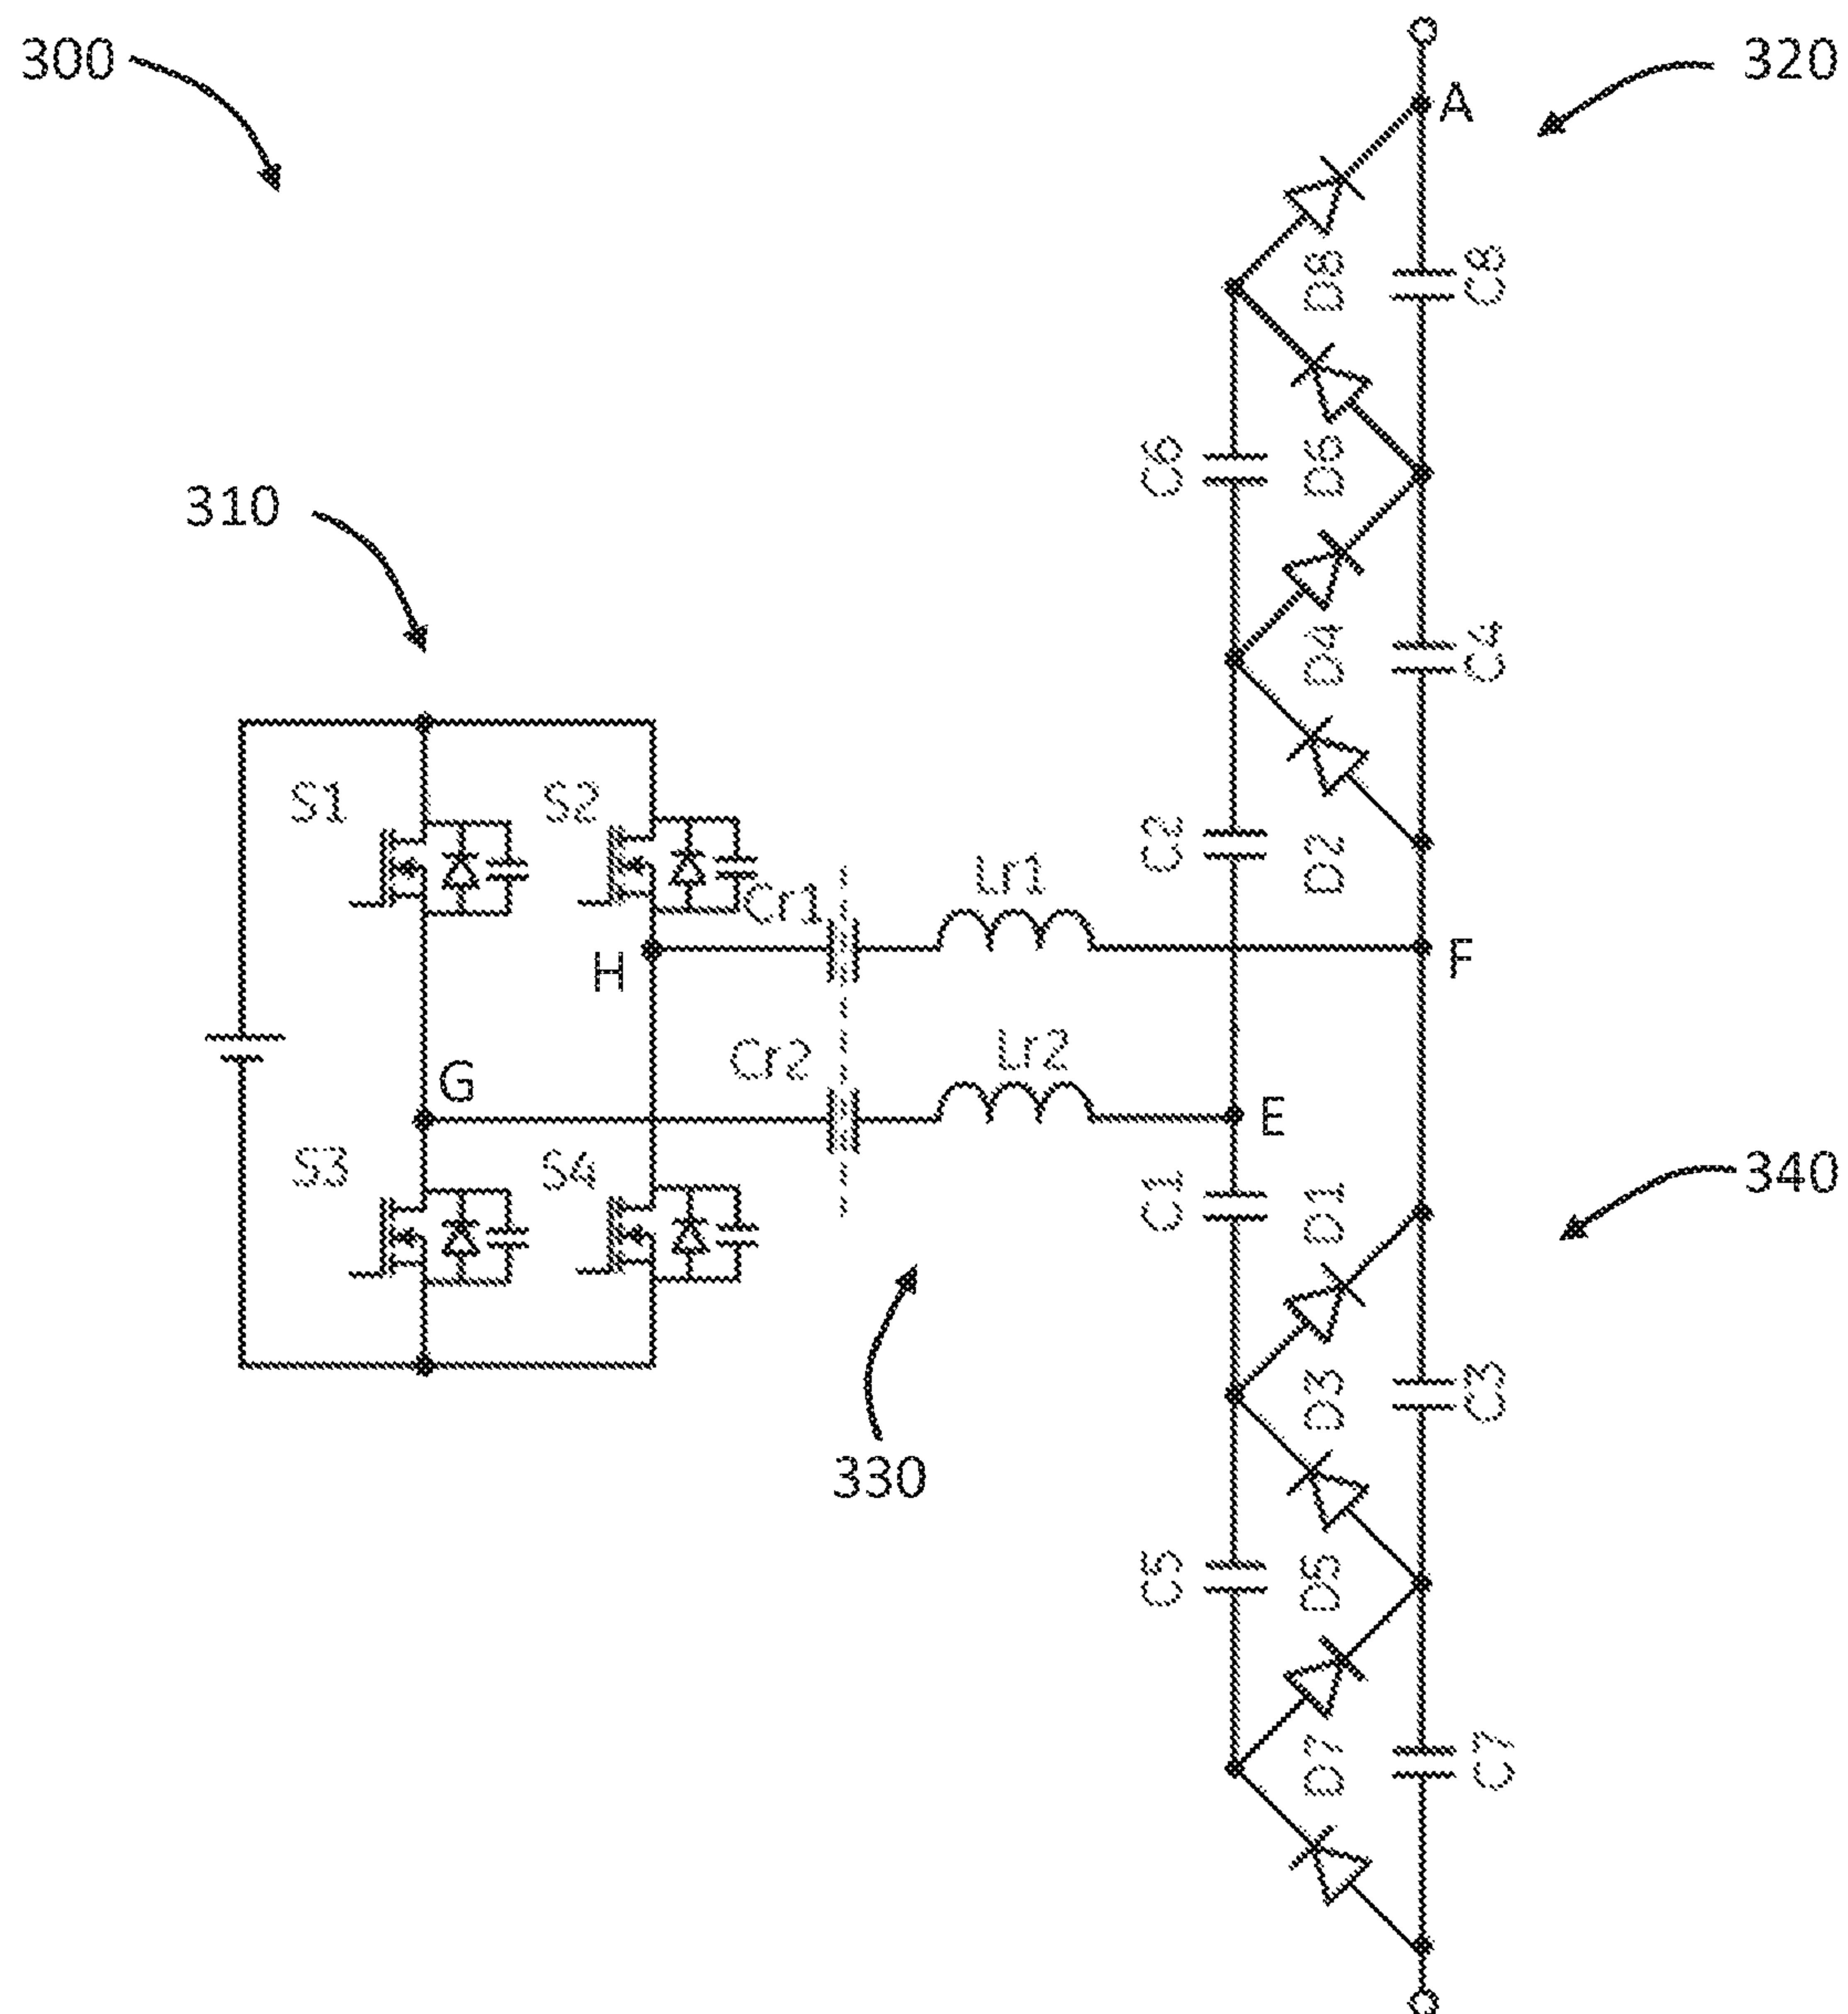 300
320
A
D8
C8
C6
D6
310
D4
C4
S1
S2
C2
D2
Cr1
Lr1
H
F
Cr2
Lr2
G
E
S3
S4
C1
D1
340
D3
C3
330
C5
D5
D7
C7